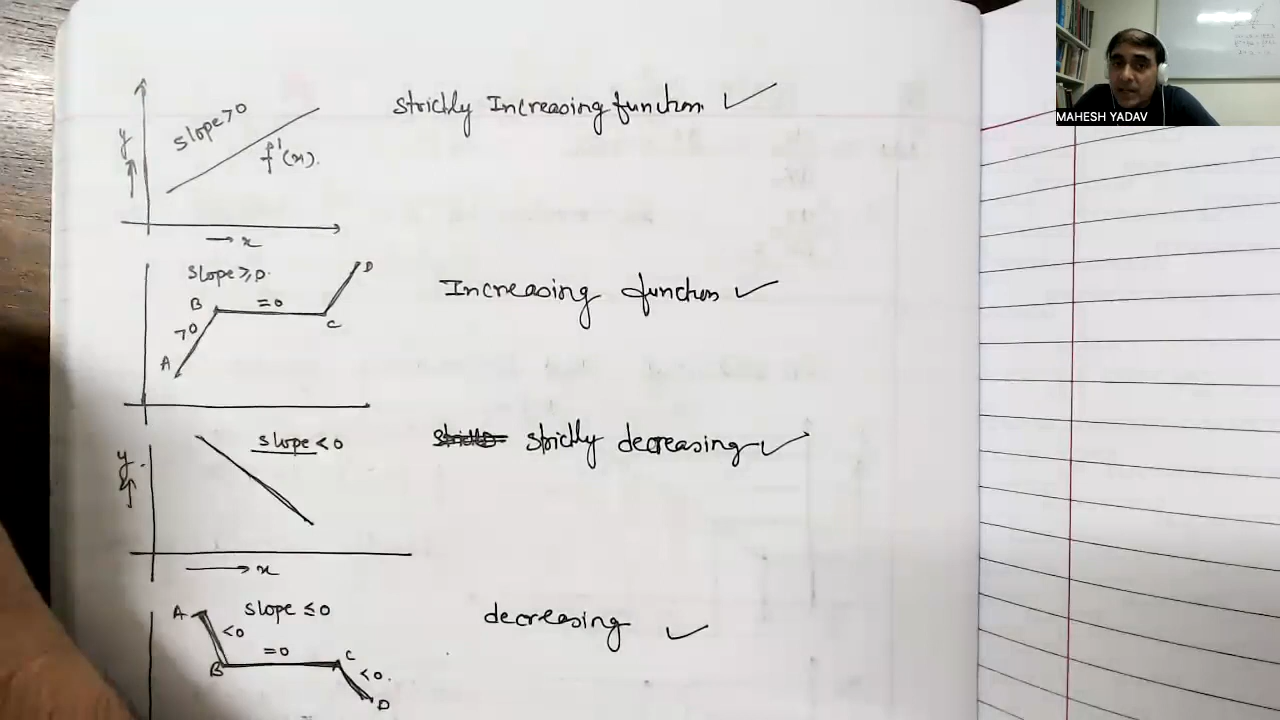 MAHESH YADAV
y
slope>0
f'(x).
x
strictly Increasing function ✓
slope≥0.
A
>0
B
=0
C
D
Increasing function ✓
y.
slope<0
x
strictly decreasing ✓
slope ≤0
A
<0
B
=0
C
<0.
D
decreasing ✓